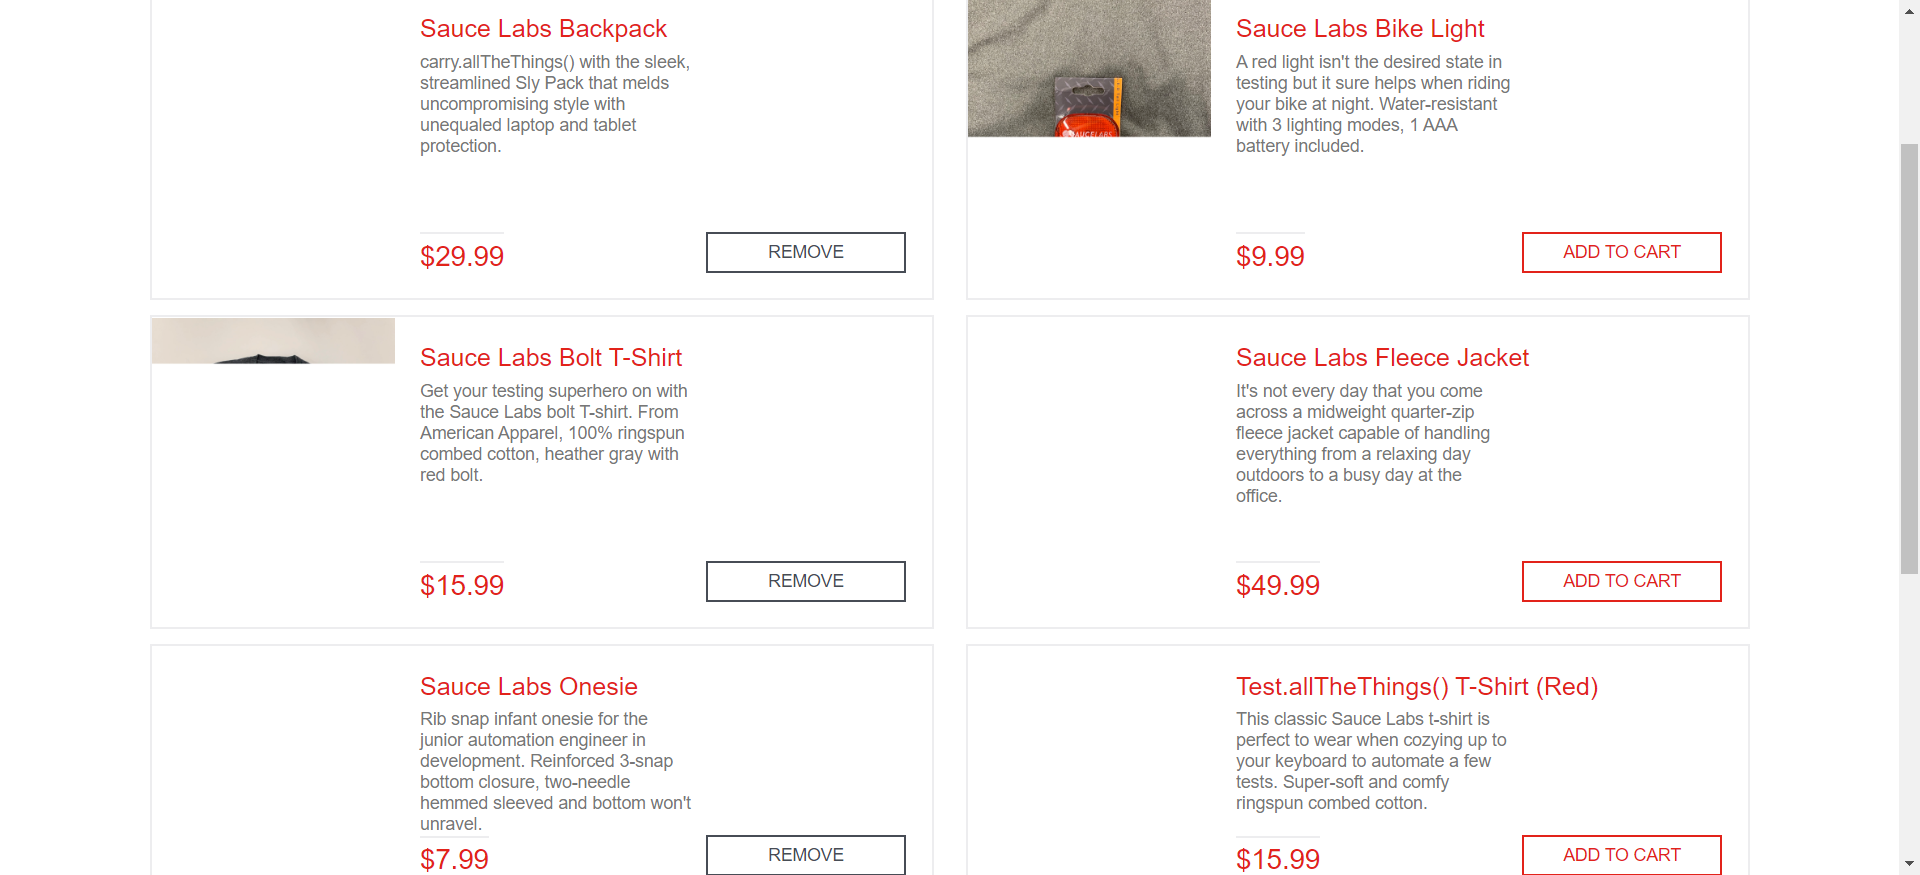 Sauce Labs Backpack
carry.allTheThings() with the sleek,
streamlined Sly Pack that melds
uncompromising style with
unequaled laptop and tablet
protection.
$29.99
REMOVE
SAUCELABS
Sauce Labs Bike Light
A red light isn't the desired state in
testing but it sure helps when riding
your bike at night. Water-resistant
with 3 lighting modes, 1 AAA
battery included.
$9.99
ADD TO CART
Sauce Labs Bolt T-Shirt
Get your testing superhero on with
the Sauce Labs bolt T-shirt. From
American Apparel, 100% ringspun
combed cotton, heather gray with
red bolt.
$15.99
REMOVE
Sauce Labs Fleece Jacket
It's not every day that you come
across a midweight quarter-zip
fleece jacket capable of handling
everything from a relaxing day
outdoors to a busy day at the
office.
$49.99
ADD TO CART
Sauce Labs Onesie
Rib snap infant onesie for the
junior automation engineer in
development. Reinforced 3-snap
bottom closure, two-needle
hemmed sleeved and bottom won't
unravel.
$7.99
REMOVE
Test.allTheThings() T-Shirt (Red)
This classic Sauce Labs t-shirt is
perfect to wear when cozying up to
your keyboard to automate a few
tests. Super-soft and comfy
ringspun combed cotton.
$15.99
ADD TO CART